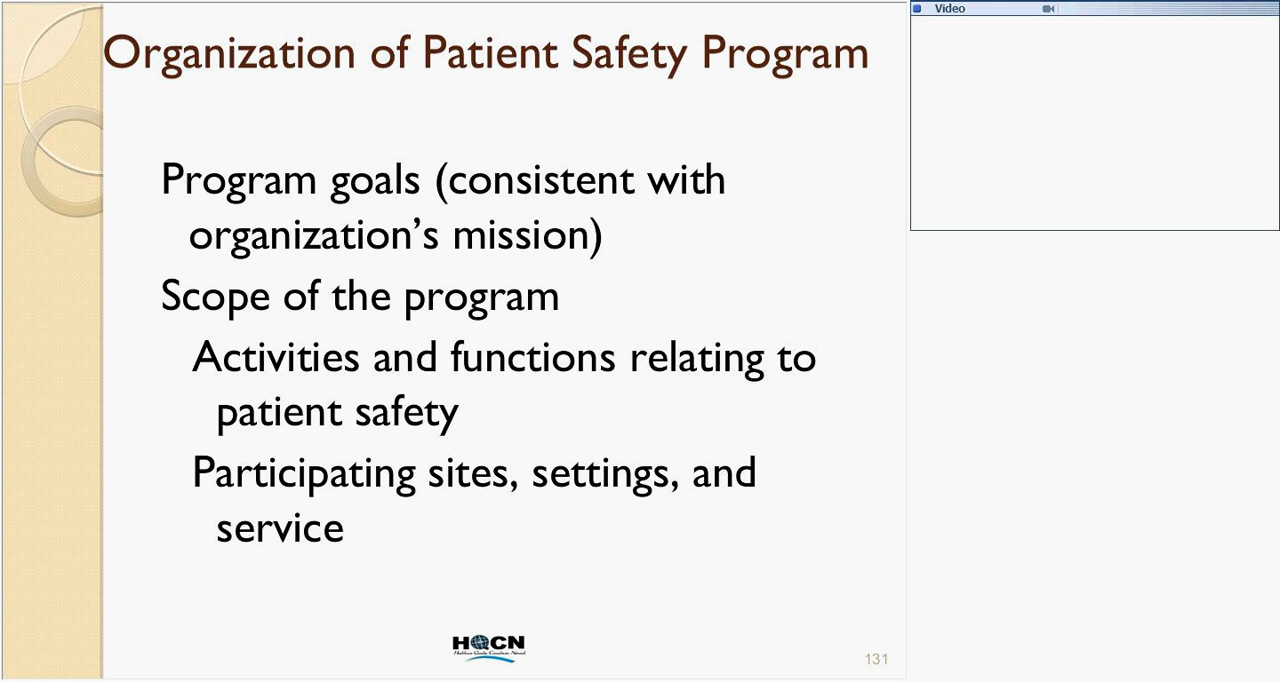 Organization of Patient Safety Program
Program goals (consistent with
organization’s mission)
Scope of the program
Activities and functions relating to
patient safety
Participating sites, settings, and
service
HQCN
131
Video